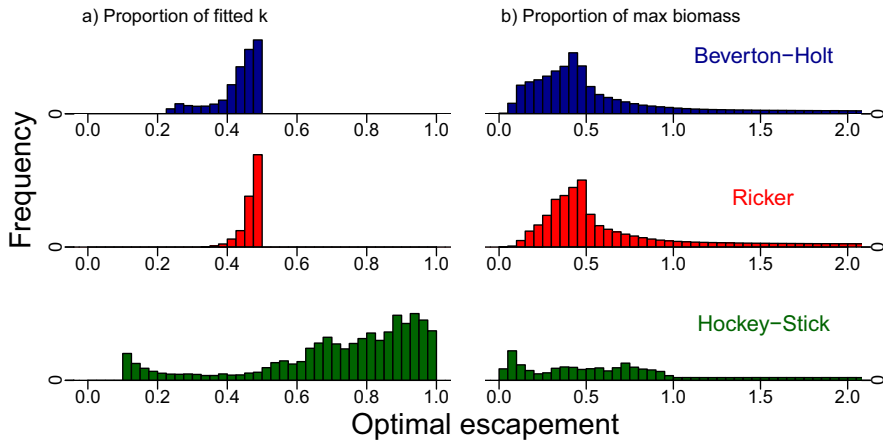 a) Proportion of fitted k
b) Proportion of max biomass
Beverton−Holt
0
0
0.0 0.2 0.4 0.6 0.8 1.0
0.0 0.5 1.0 1.5 2.0
Frequency
Ricker
0
0
0.0 0.2 0.4 0.6 0.8 1.0
0.0 0.5 1.0 1.5 2.0
Hockey−Stick
0
0
0.0 0.2 0.4 0.6 0.8 1.0
0.0 0.5 1.0 1.5 2.0
Optimal escapement